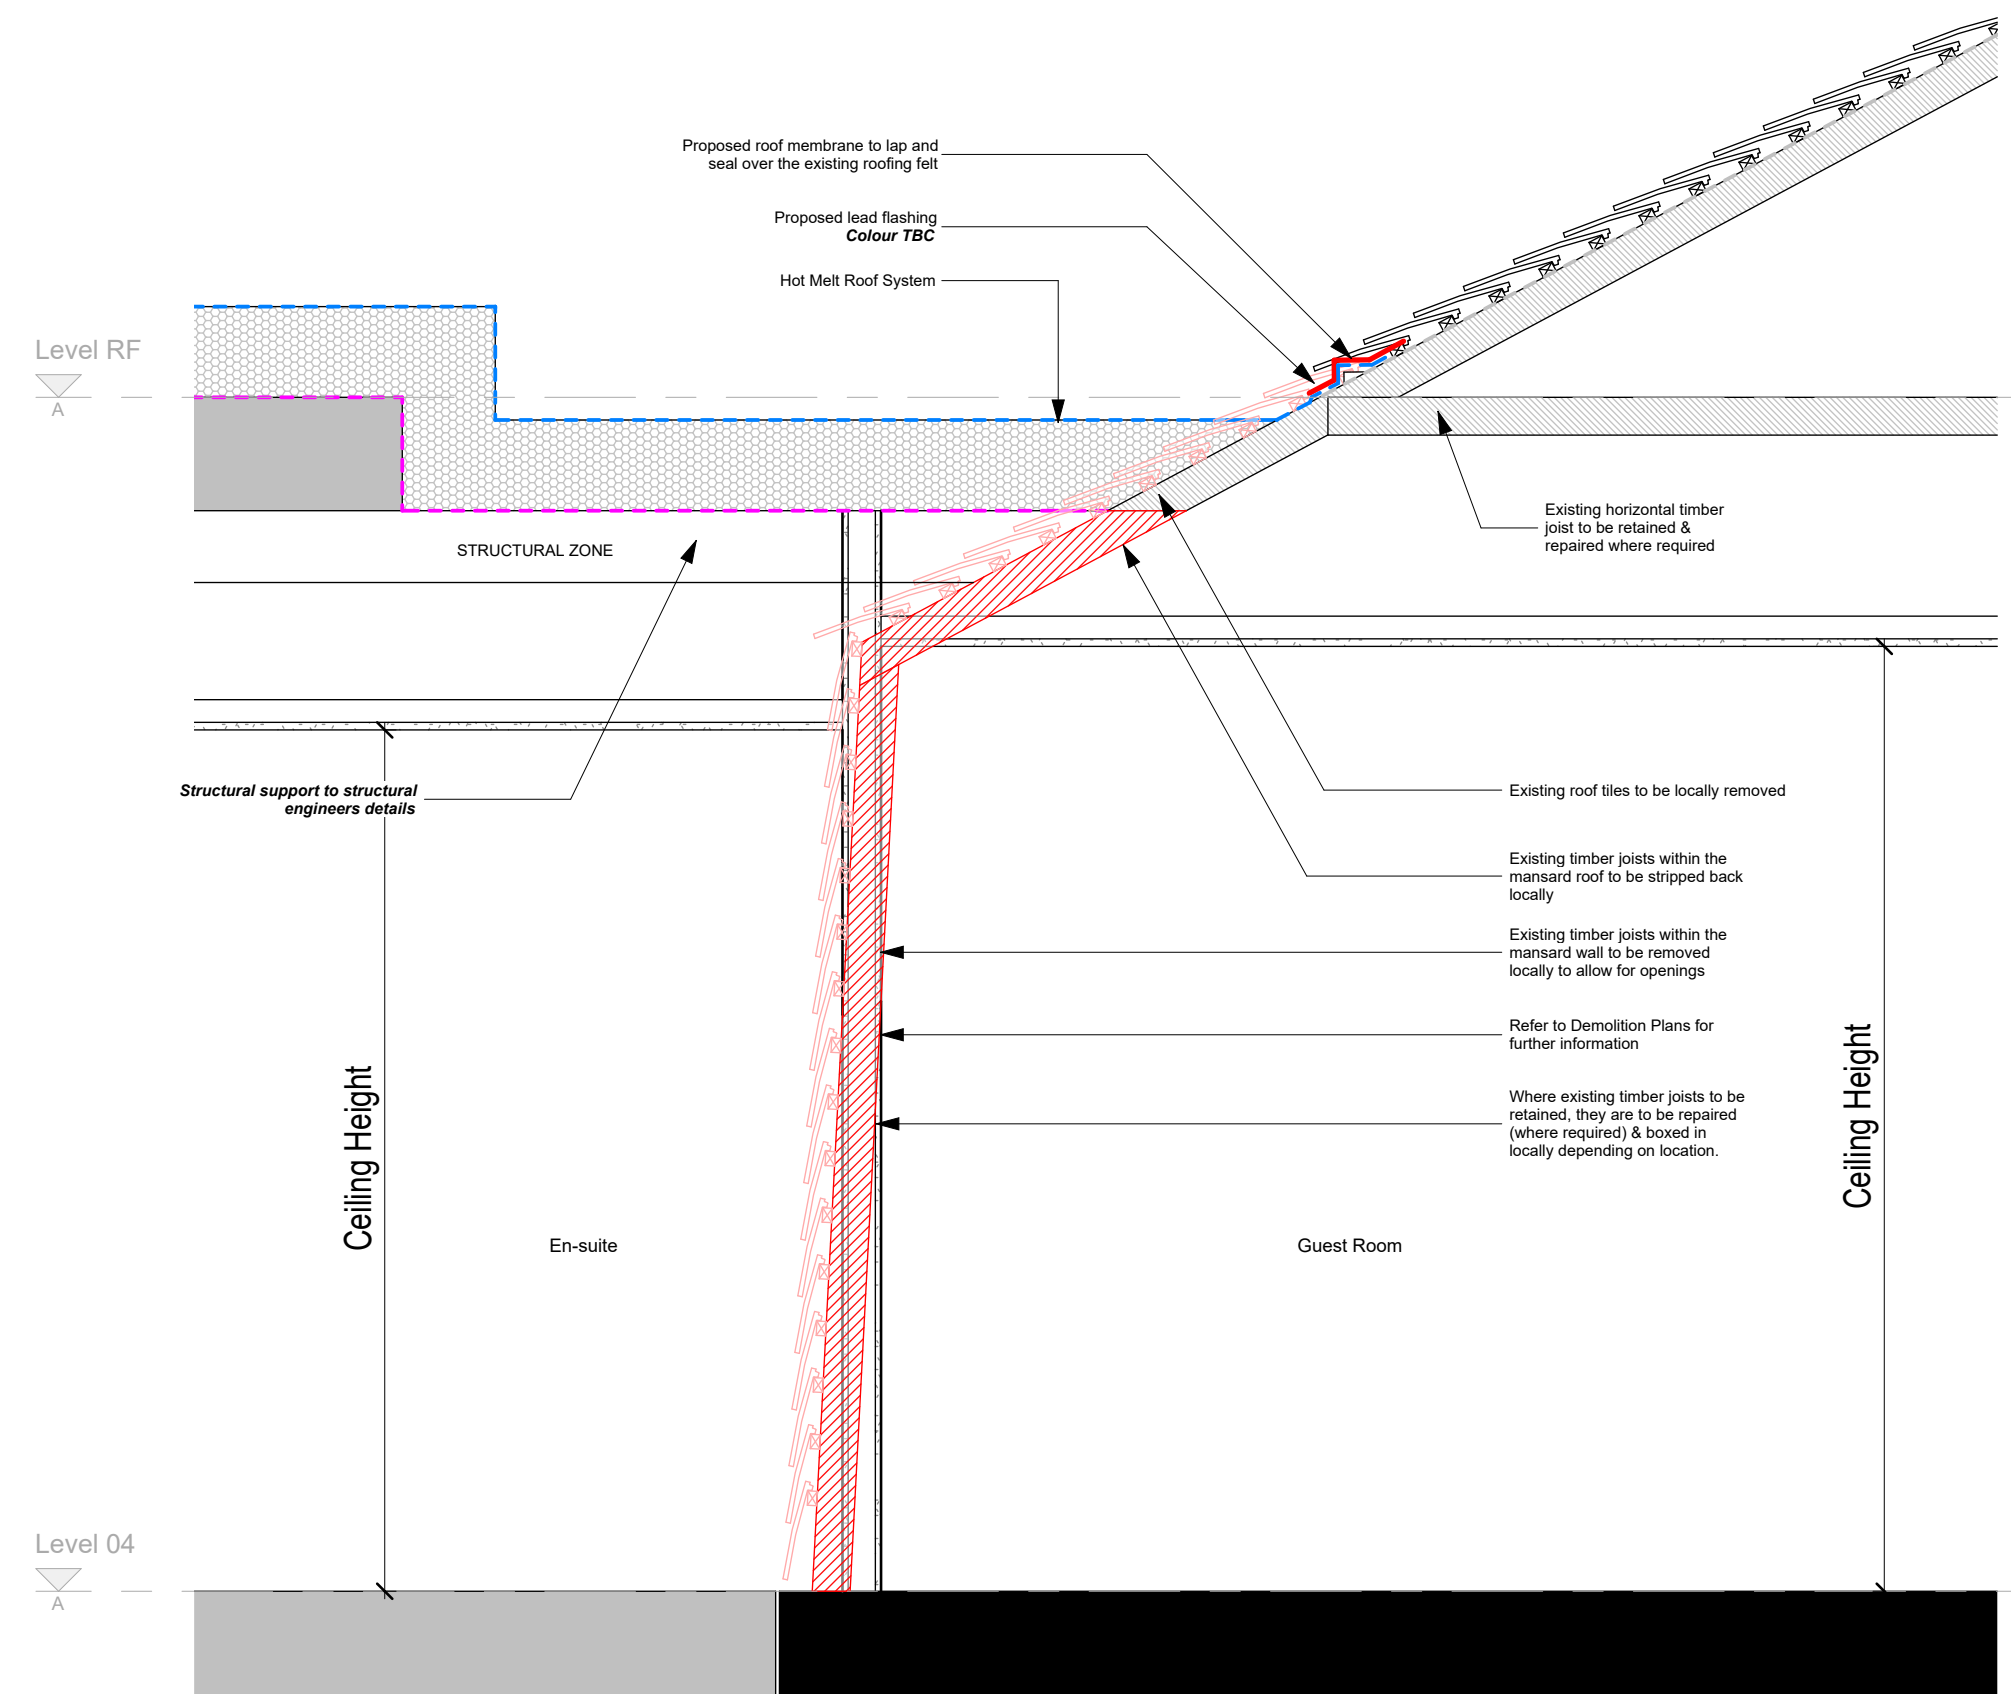 Proposed roof membrane to lap and
seal over the existing roofing felt
Proposed lead flashing
Colour TBC
Hot Melt Roof System
Level RF
A
STRUCTURAL ZONE
Existing horizontal timber
joist to be retained &
repaired where required
Structural support to structural
engineers details
Existing roof tiles to be locally removed
Existing timber joists within the
mansard roof to be stripped back
locally
Existing timber joists within the
mansard wall to be removed
locally to allow for openings
Refer to Demolition Plans for
further information
Where existing timber joists to be
retained, they are to be repaired
(where required) & boxed in
locally depending on location.
Ceiling Height
Ceiling Height
En-suite
Guest Room
Level 04
A